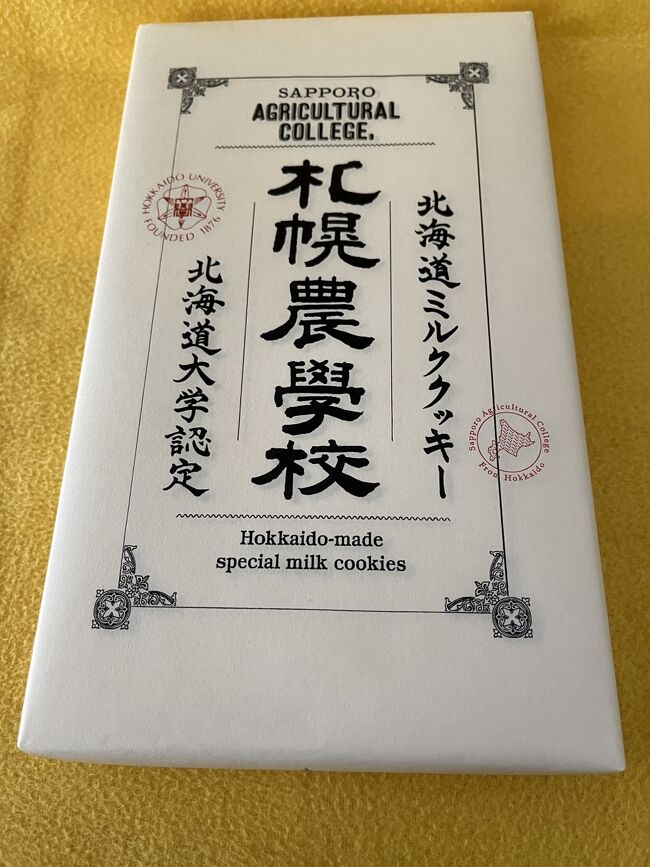 SAPPORO
AGRICULTURAL
COLLEGE.
北海道ミルククッキー
札幌農學校
北海道大学認定
HOKKAIDO UNIVERSITY
FOUNDED 1876
Sapporo Agricultural College
From Hokkaido
Hokkaido-made
special milk cookies